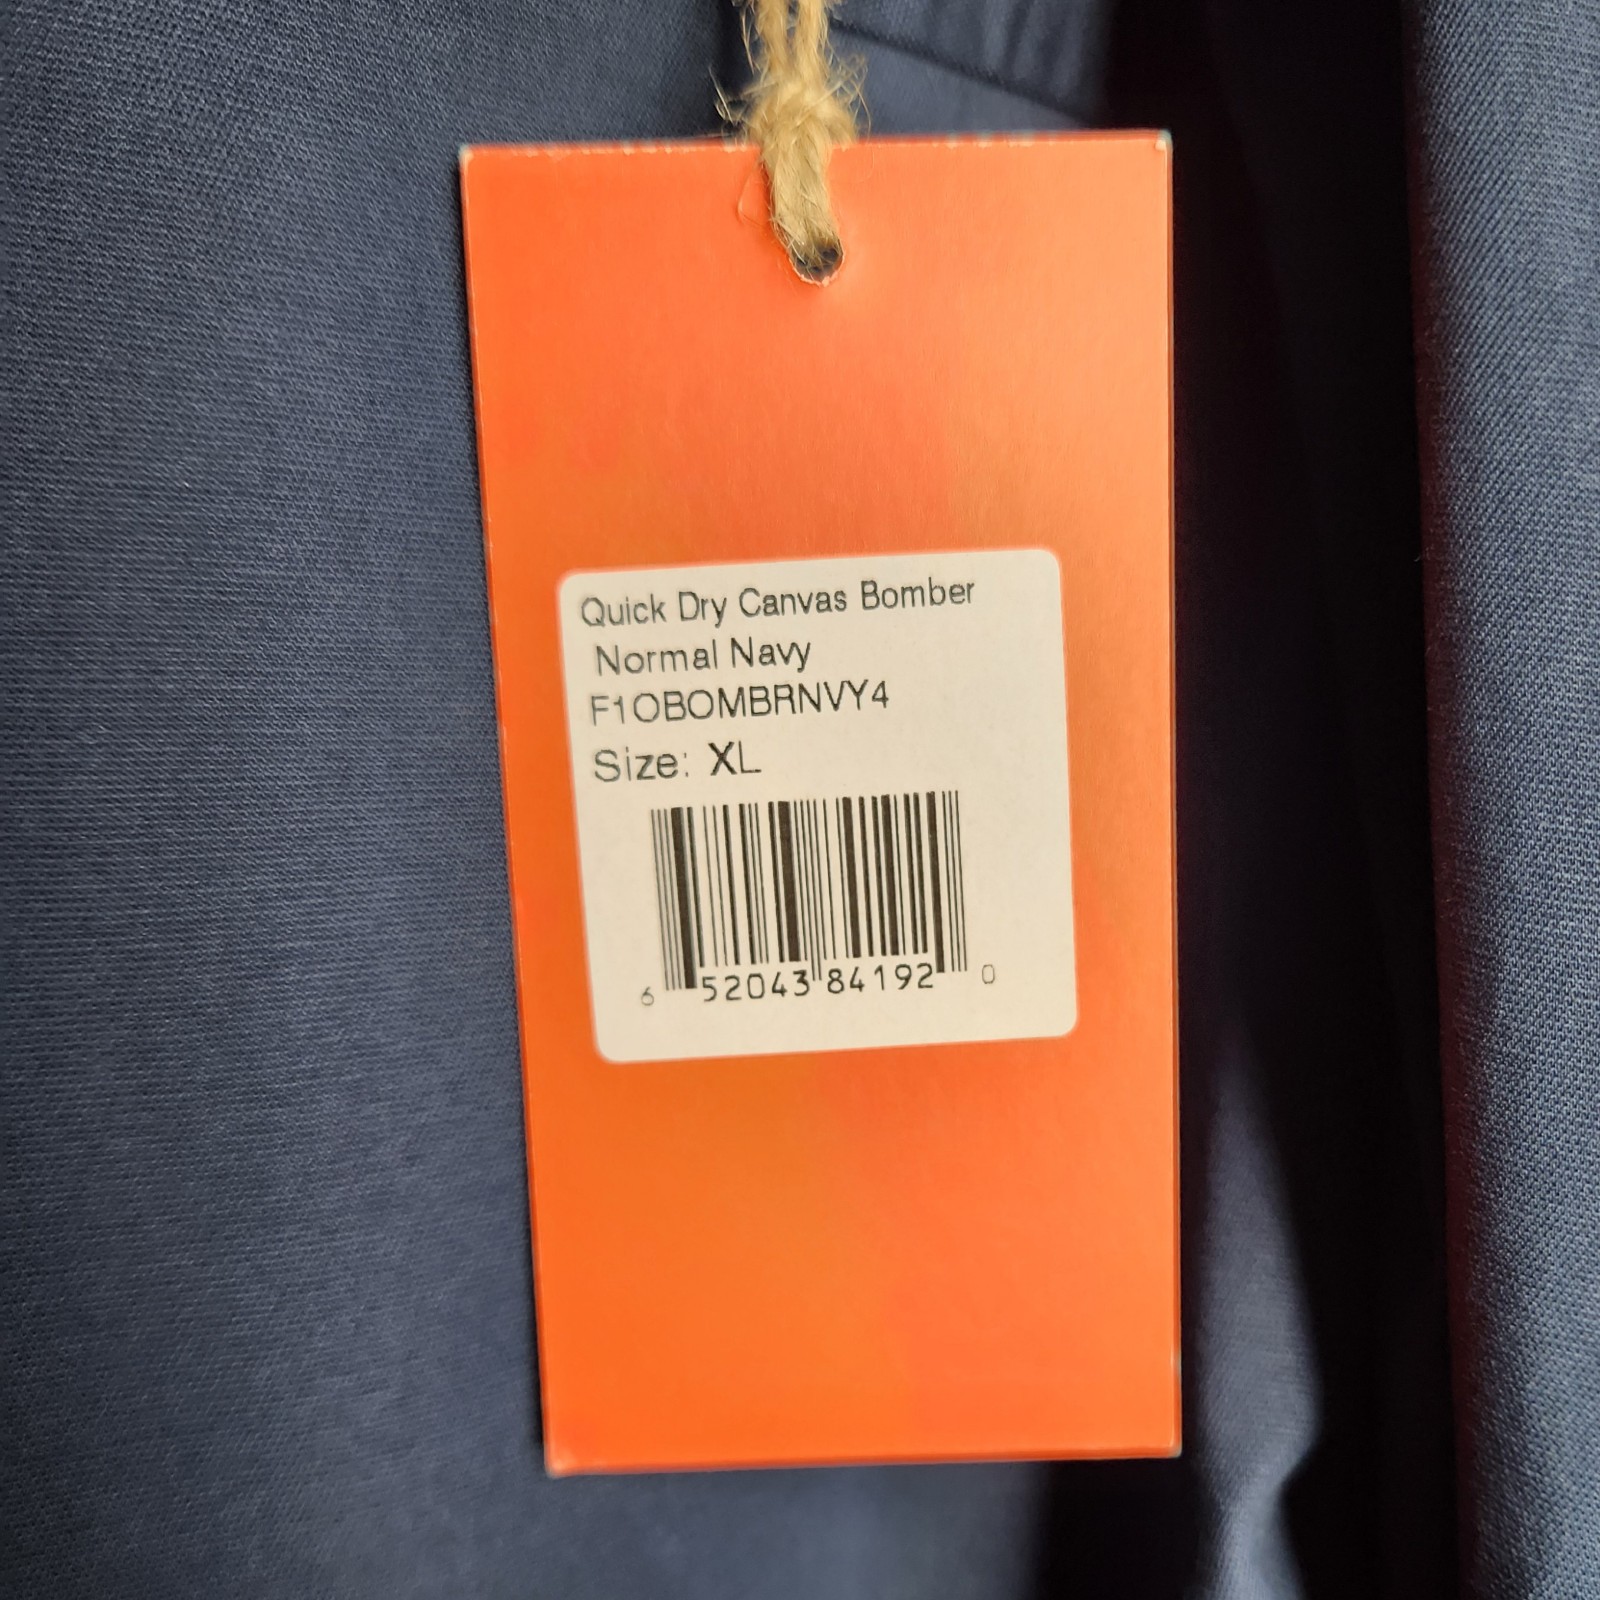 Quick Dry Canvas Bomber
Normal Navy
F1OBOMBRNVY4
Size: XL
6 52043 84192 0